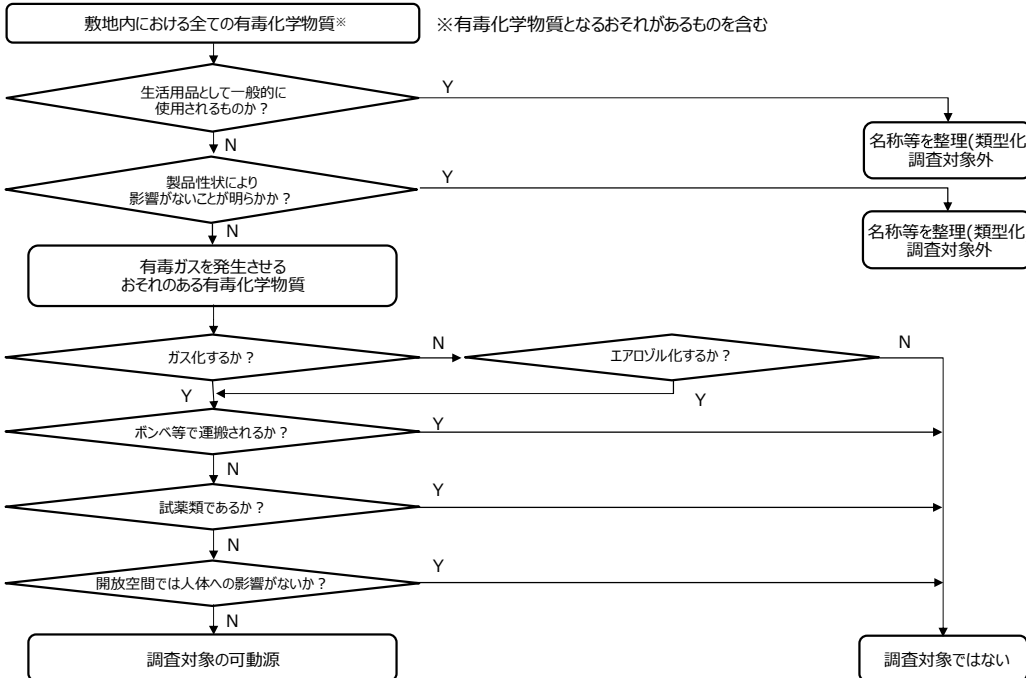 敷地内における全ての有毒化学物質※
※有毒化学物質となるおそれがあるものを含む
生活用品として一般的に
使用されるものか？
Y
名称等を整理(類型化
調査対象外
N
製品性状により
影響がないことが明らかか？
Y
名称等を整理(類型化
調査対象外
N
有毒ガスを発生させる
おそれのある有毒化学物質
ガス化するか？
N
エアロゾル化するか？
N
Y
Y
ボンベ等で運搬されるか？
Y
N
試薬類であるか？
Y
N
開放空間では人体への影響がないか？
Y
N
調査対象の可動源
調査対象ではない